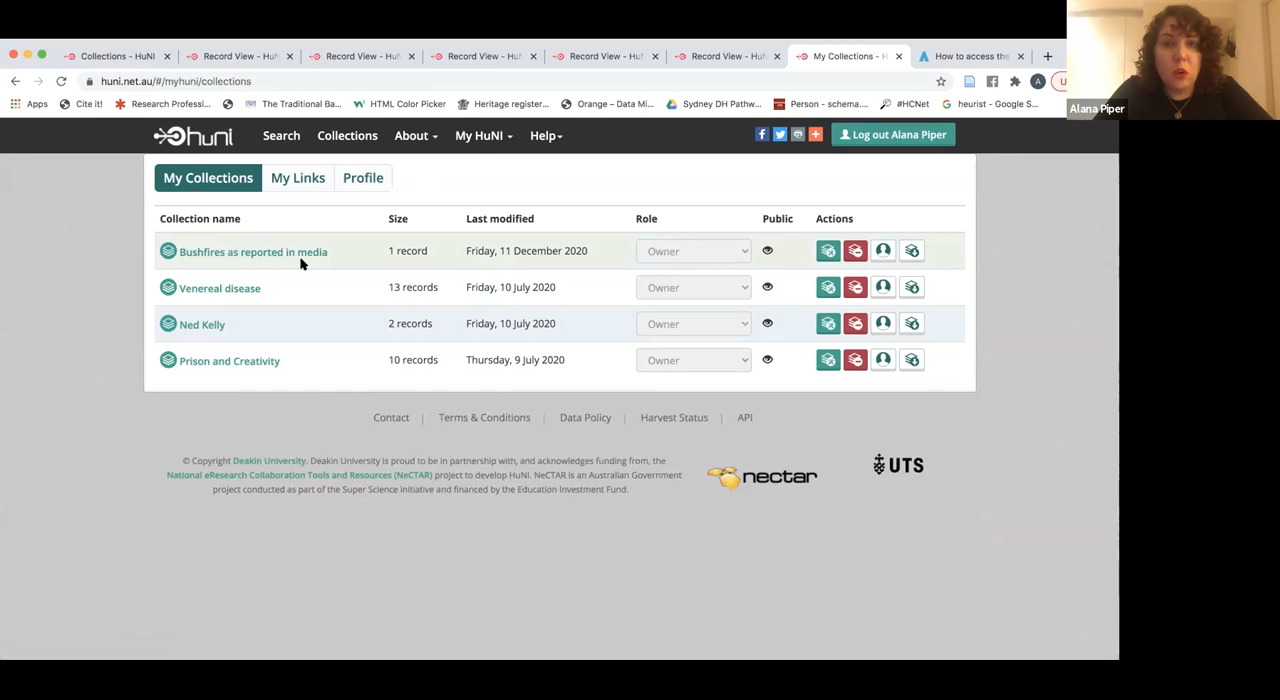 Collections - HuNI
Record View - HuN
Record View - HuN
Record View - HuN
Record View - HuN
Record View - HuN
My Collections - H
How to access the
huni.net.au/#/myhuni/collections
A
U
Apps
Cite it!
Research Professi...
The Traditional Ba...
HTML Color Picker
Heritage register...
Orange – Data Mi...
Sydney DH Pathw...
Person - schema....
#HCNet
heurist - Google S...
Alana Piper
huni
Search
Collections
About
My HuNI
Help
Log out Alana Piper
My Collections
My Links
Profile
Collection name Size Last modified Role Public Actions
Bushfires as reported in media 1 record Friday, 11 December 2020 Owner
Venereal disease 13 records Friday, 10 July 2020 Owner
Ned Kelly 2 records Friday, 10 July 2020 Owner
Prison and Creativity 10 records Thursday, 9 July 2020 Owner
Contact | Terms & Conditions | Data Policy | Harvest Status | API
© Copyright Deakin University. Deakin University is proud to be in partnership with, and acknowledges funding from, the
National eResearch Collaboration Tools and Resources (NeCTAR) project to develop HuNI. NeCTAR is an Australian Government
project conducted as part of the Super Science initiative and financed by the Education Investment Fund.
nectar
UTS